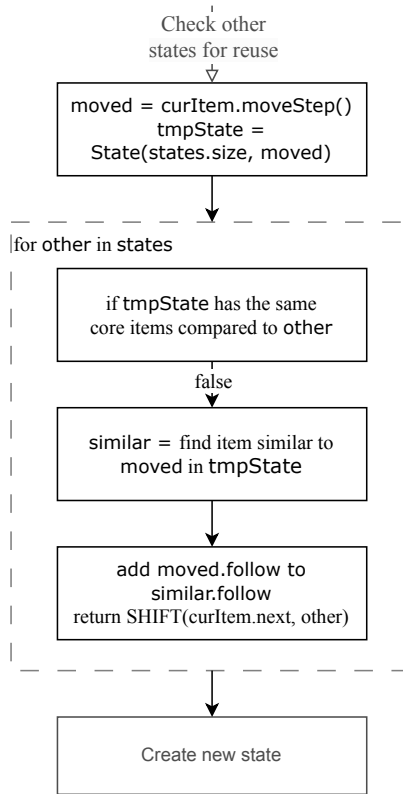 Check other
states for reuse
moved = curItem.moveStep()
tmpState =
State(states.size, moved)
for other in states
if tmpState has the same
core items compared to other
false
similar = find item similar to
moved in tmpState
add moved.follow to
similar.follow
return SHIFT(curItem.next, other)
Create new state